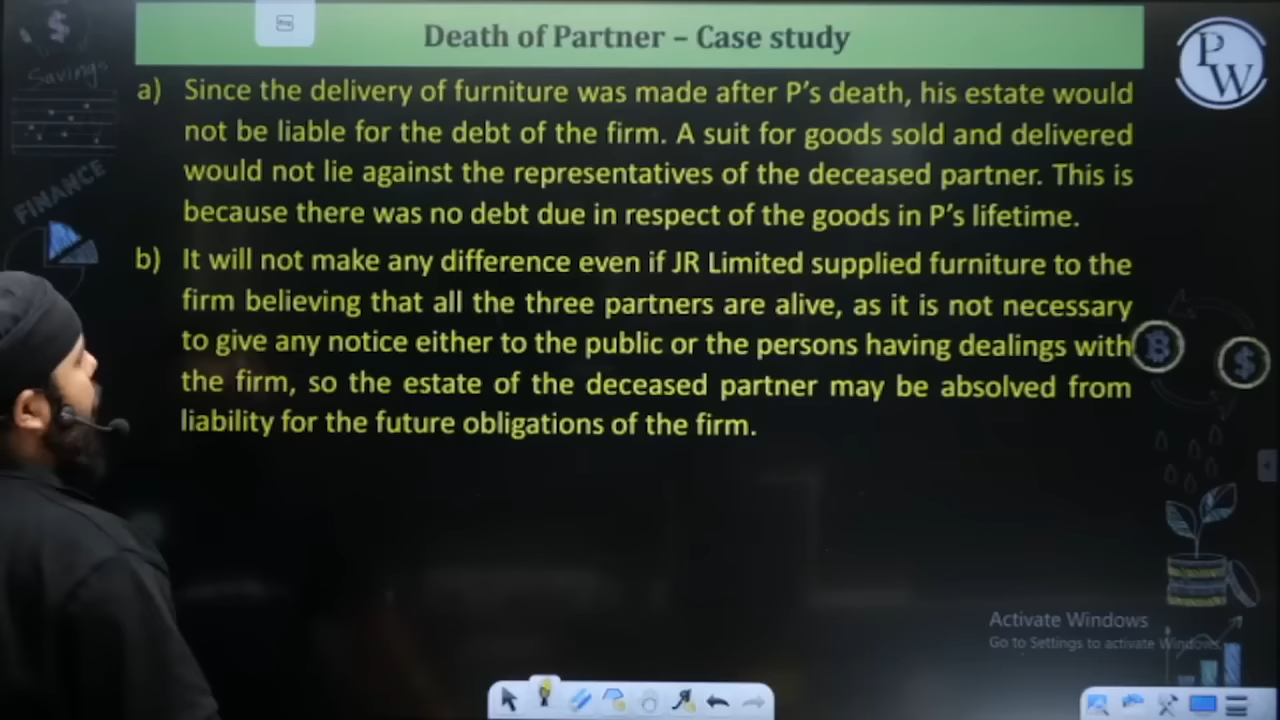 Death of Partner – Case study
Savings
FINANCE
P
W
a) Since the delivery of furniture was made after P's death, his estate would
not be liable for the debt of the firm. A suit for goods sold and delivered
would not lie against the representatives of the deceased partner. This is
because there was no debt due in respect of the goods in P's lifetime.
b) It will not make any difference even if JR Limited supplied furniture to the
firm believing that all the three partners are alive, as it is not necessary
to give any notice either to the public or the persons having dealings with
the firm, so the estate of the deceased partner may be absolved from
liability for the future obligations of the firm.
Activate Windows
Go to Settings to activate Windows.